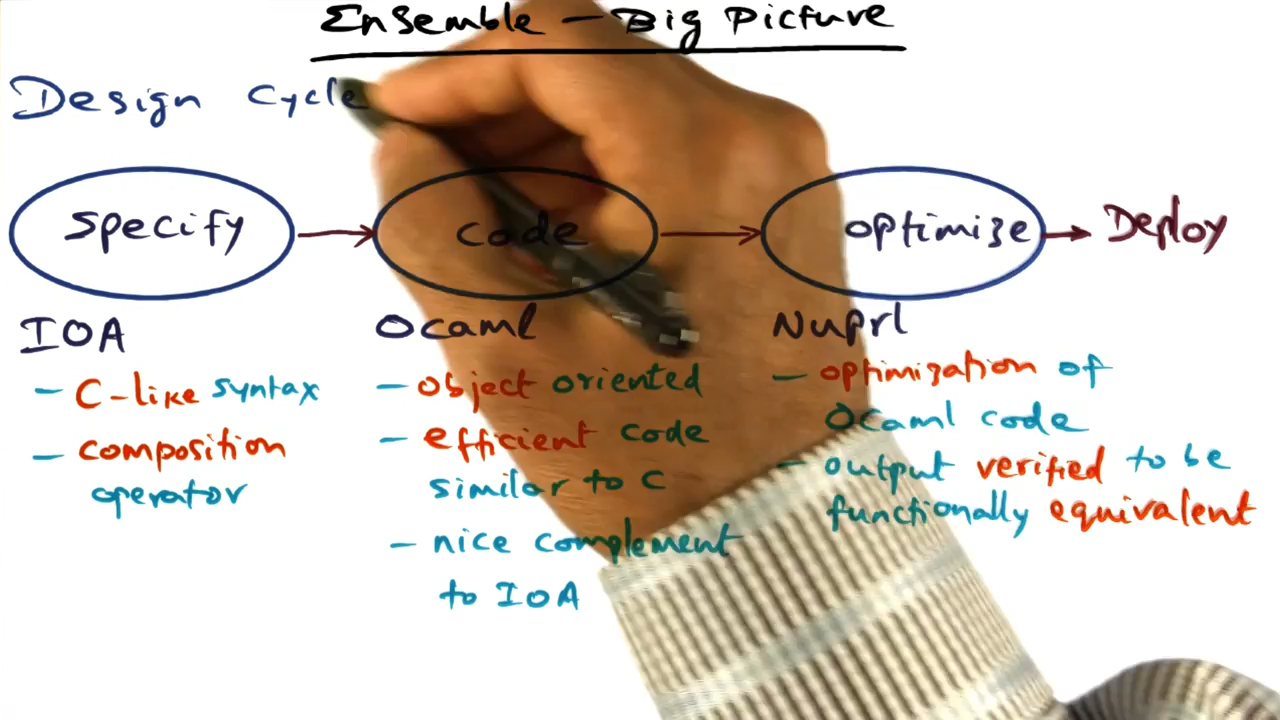 Ensemble - Big Picture
Design Cycle
Specify
code
optimize
Deploy
IOA
- C-like syntax
- composition
operator
Ocaml
- object oriented
- efficient code
similar to C
- nice complement
to IOA
Nuprl
- optimization of
Ocaml code
- output verified to be
functionally equivalent